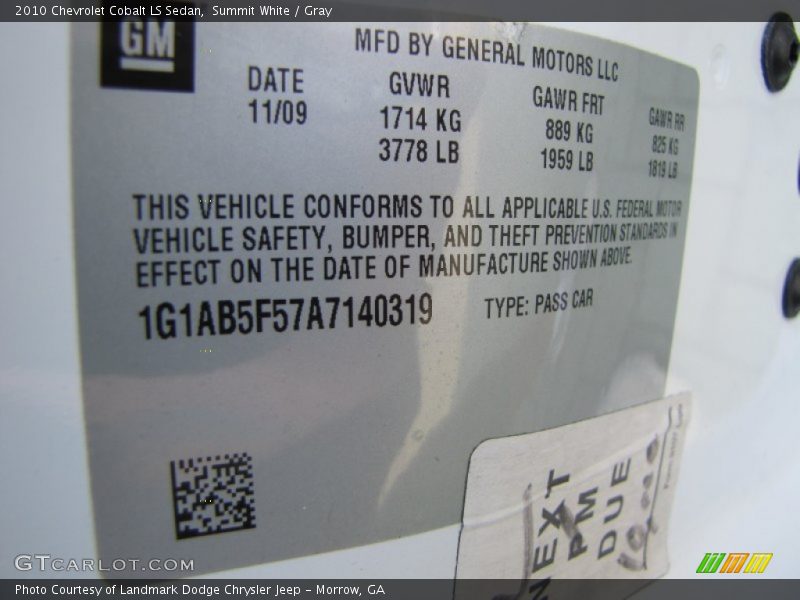 2010 Chevrolet Cobalt LS Sedan, Summit White / Gray
GM
MFD BY GENERAL MOTORS LLC
DATE GVWR GAWR FRT GAWR RR
11/09 1714 KG 889 KG 825 KG
3778 LB 1959 LB 1819 LB
THIS VEHICLE CONFORMS TO ALL APPLICABLE U.S. FEDERAL MOTOR
VEHICLE SAFETY, BUMPER, AND THEFT PREVENTION STANDARDS IN
EFFECT ON THE DATE OF MANUFACTURE SHOWN ABOVE.
1G1AB5F57A7140319 TYPE: PASS CAR
NEXT
PM
DUE
GTCARLOT.COM
Photo Courtesy of Landmark Dodge Chrysler Jeep – Morrow, GA